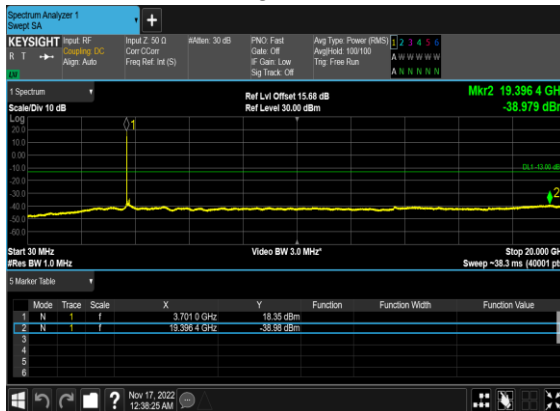 Spectrum Analyzer 1
Swept SA
+
KEYSIGHT Input: RF Input Z: 50 Ω #Atten: 30 dB PNO: Fast Avg Type: Power (RMS) 1 2 3 4 5 6
R T Coupling: DC Corr CCorr Gate: Off Avg|Hold: 100/100 A W W W W W
Align: Auto Freq Ref: Int (S) IF Gain: Low Trig: Free Run
Sig Track: Off A N N N N N
1 Spectrum Ref Lvl Offset 15.68 dB Mkr2 19.396 4 GHz
Scale/Div 10 dB Ref Level 30.00 dBm -38.979 dBm
Log
20.0
10.0
0.00
-10.0
-20.0
-30.0
-40.0
-50.0
-60.0
1
DL1 -13.00 dB
2
Start 30 MHz Video BW 3.0 MHz* Stop 20.000 GH
#Res BW 1.0 MHz Sweep ~38.3 ms (40001 pt
5 Marker Table
Mode Trace Scale X Y Function Function Width Function Value
1 N 1 f 3.701 0 GHz 18.35 dBm
2 N 1 f 19.396 4 GHz -38.98 dBm
3
4
5
6
? Nov 17, 2022
12:38:25 AM